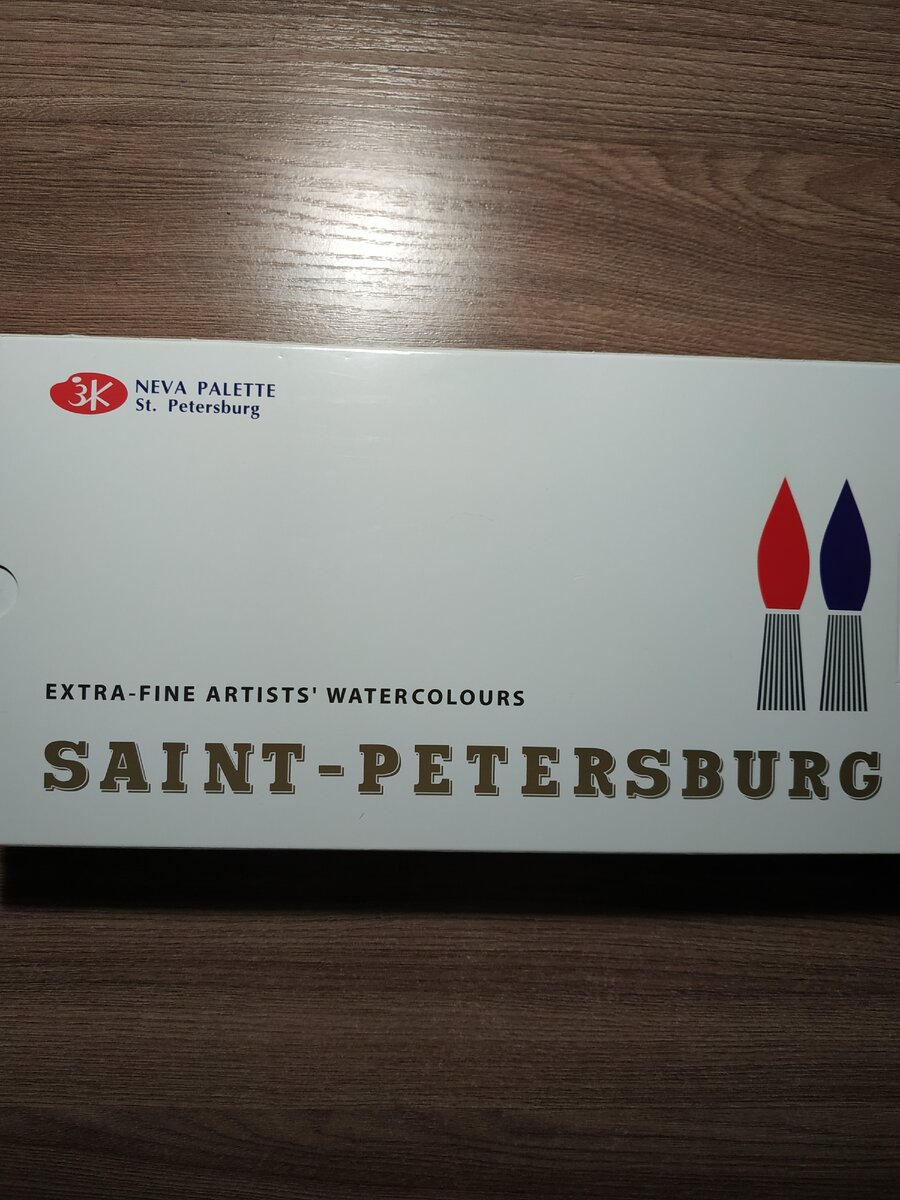 ЗК
NEVA PALETTE
St. Petersburg
EXTRA-FINE ARTISTS' WATERCOLOURS
SAINT-PETERSBURG